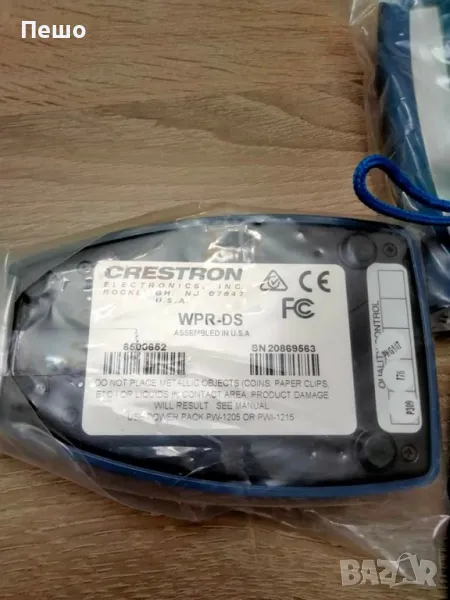 Пешо
CRESTRON
ELECTRONICS, INC.
NJ 07647
U.S.A.
CE
FC
WPR-DS
ASSEMBLED IN U.S.A
6500652
SN 20869563
DO NOT PLACE METALLIC OBJECTS (COINS, PAPER CLIPS,
ETC) OR LIQUIDS IN CONTACT AREA, PRODUCT DAMAGE
WILL RESULT. SEE MANUAL.
USE POWER PACK PW-1205 OR PWI-1215
QUALITY CONTROL
BAZAR